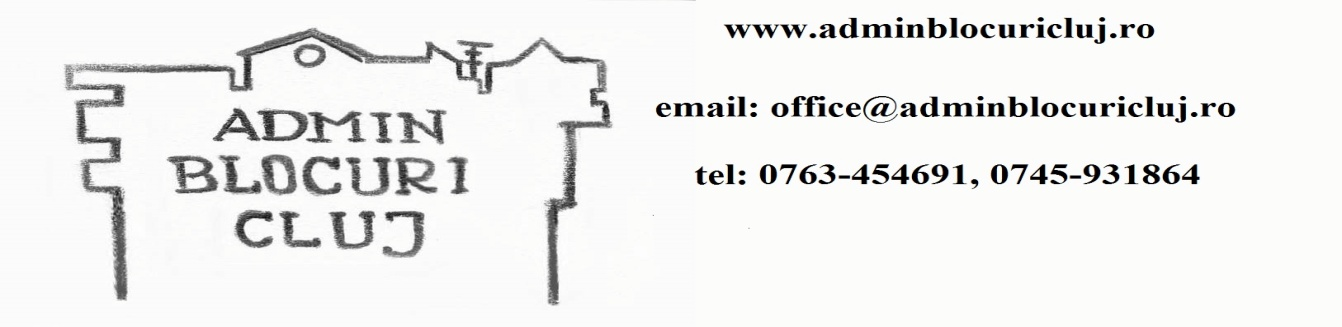 ADMIN
BLOCURI
CLUJ
www.adminblocuricluj.ro
email: office@adminblocuricluj.ro
tel: 0763-454691, 0745-931864